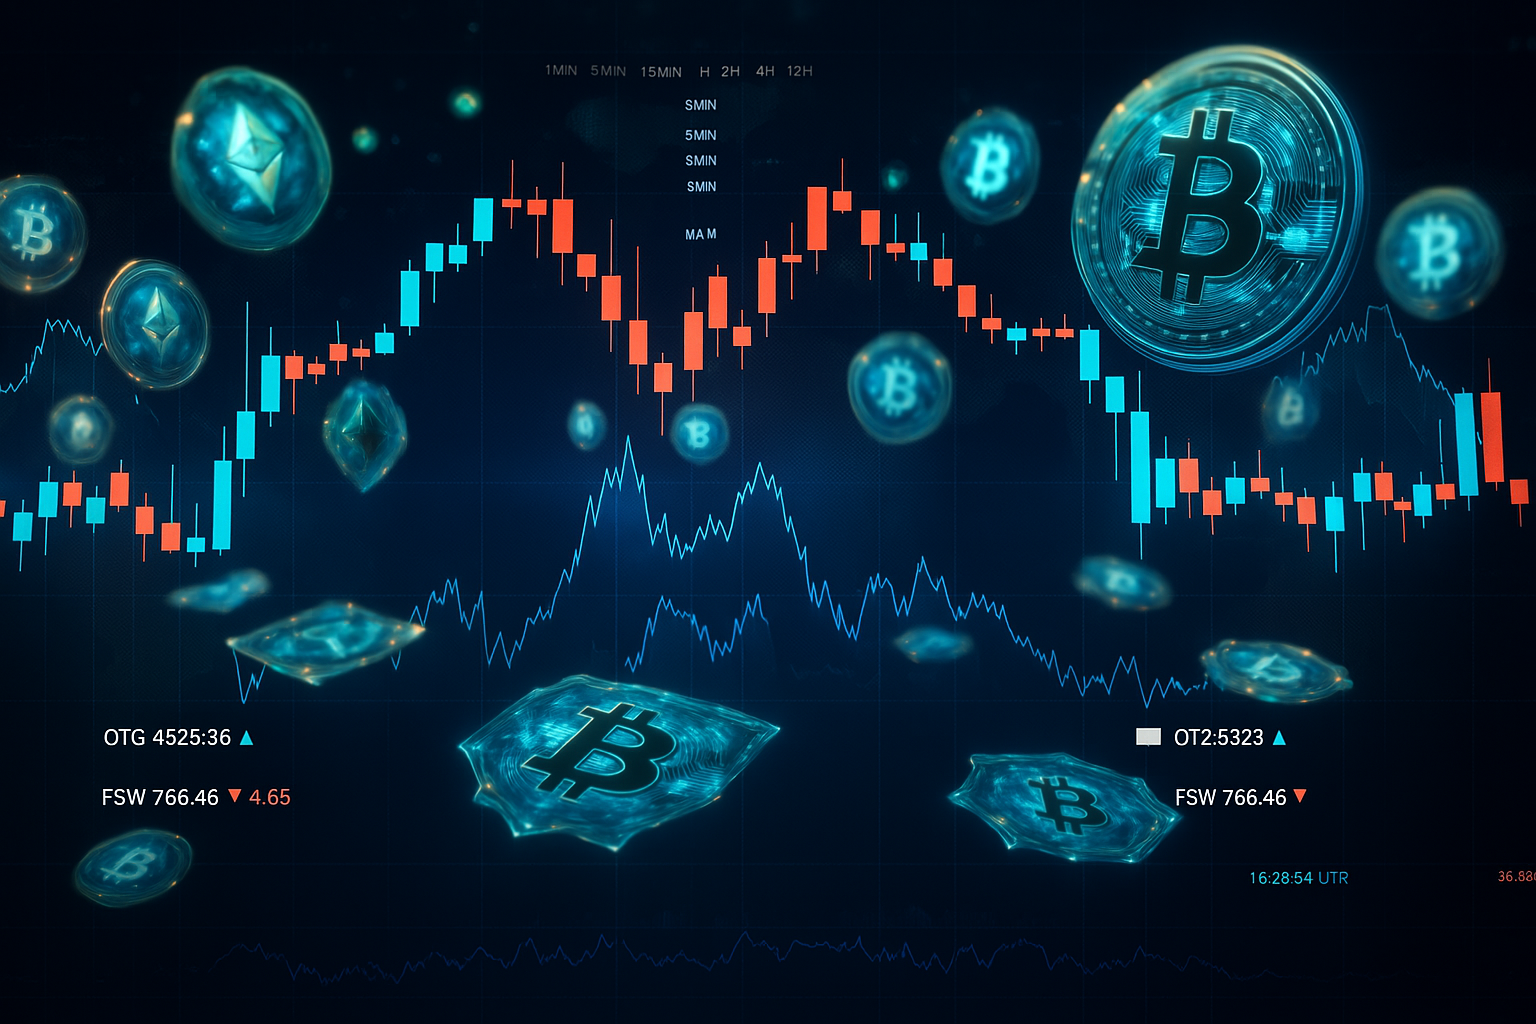 1MIN 5MIN 15MIN H 2H 4H 12H
SMIN
5MIN
SMIN
SMIN
MAM
OTG 4525:36 ▲
FSW 766.46 ▼ 4.65
OT2:5323 ▲
FSW 766.46 ▼
16:28:54 UTR
36.88